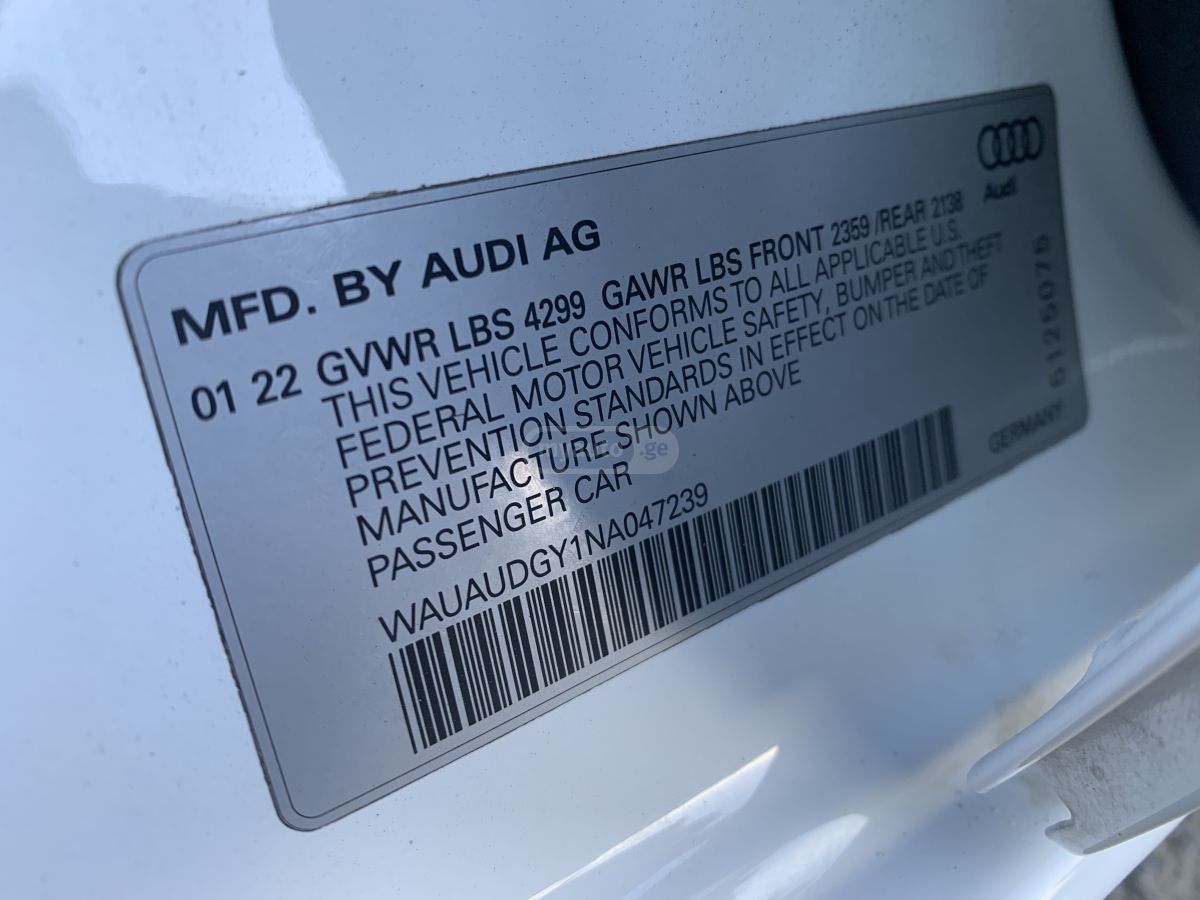 Audi
MFD. BY AUDI AG
01 22 GVWR LBS 4299 GAWR LBS FRONT 2359 /REAR 2138
THIS VEHICLE CONFORMS TO ALL APPLICABLE U.S.
FEDERAL MOTOR VEHICLE SAFETY, BUMPER AND THEFT
PREVENTION STANDARDS IN EFFECT ON THE DATE OF
MANUFACTURE SHOWN ABOVE
PASSENGER CAR
WAUAUDGY1NA047239
GERMANY
.ge